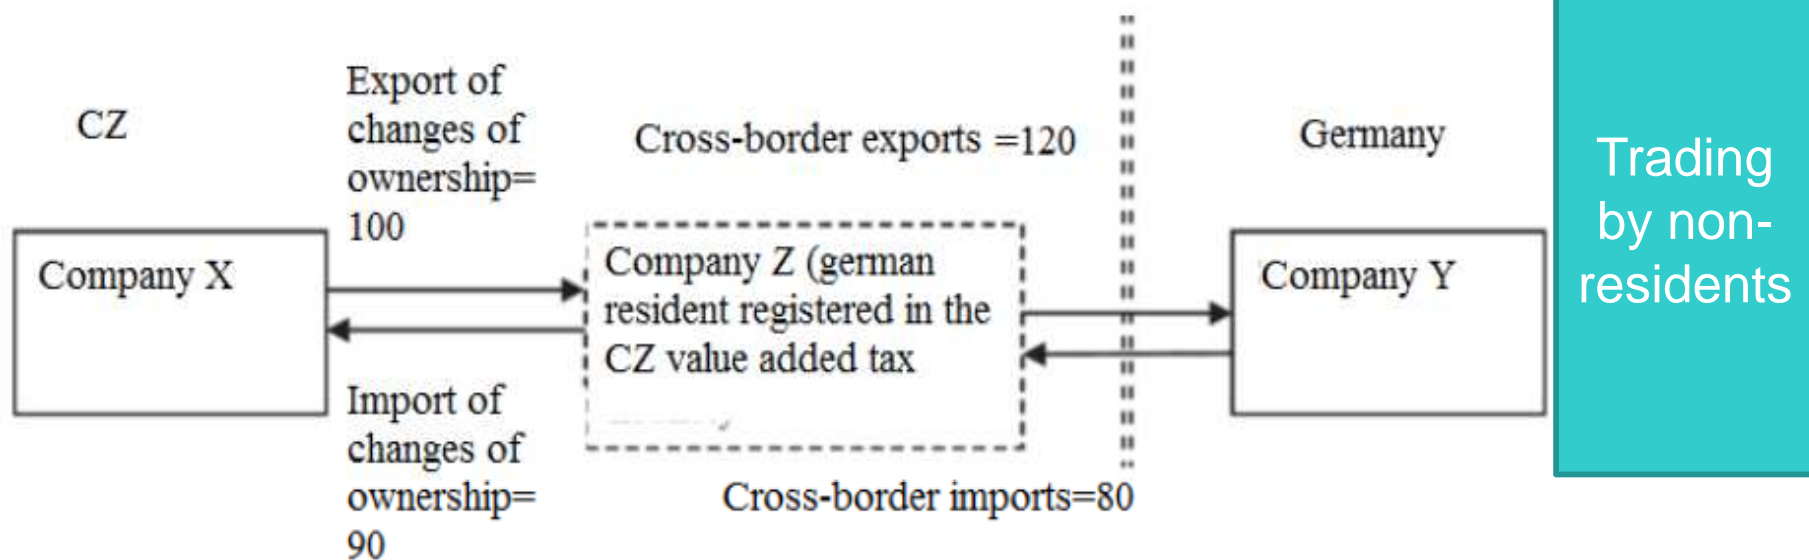 CZ
Export of
changes of
ownership=
100
Cross-border exports =120
Germany
Trading
by non-
residents
Company X
Company Z (german
resident registered in the
CZ value added tax
Company Y
Import of
changes of
ownership=
90
Cross-border imports=80